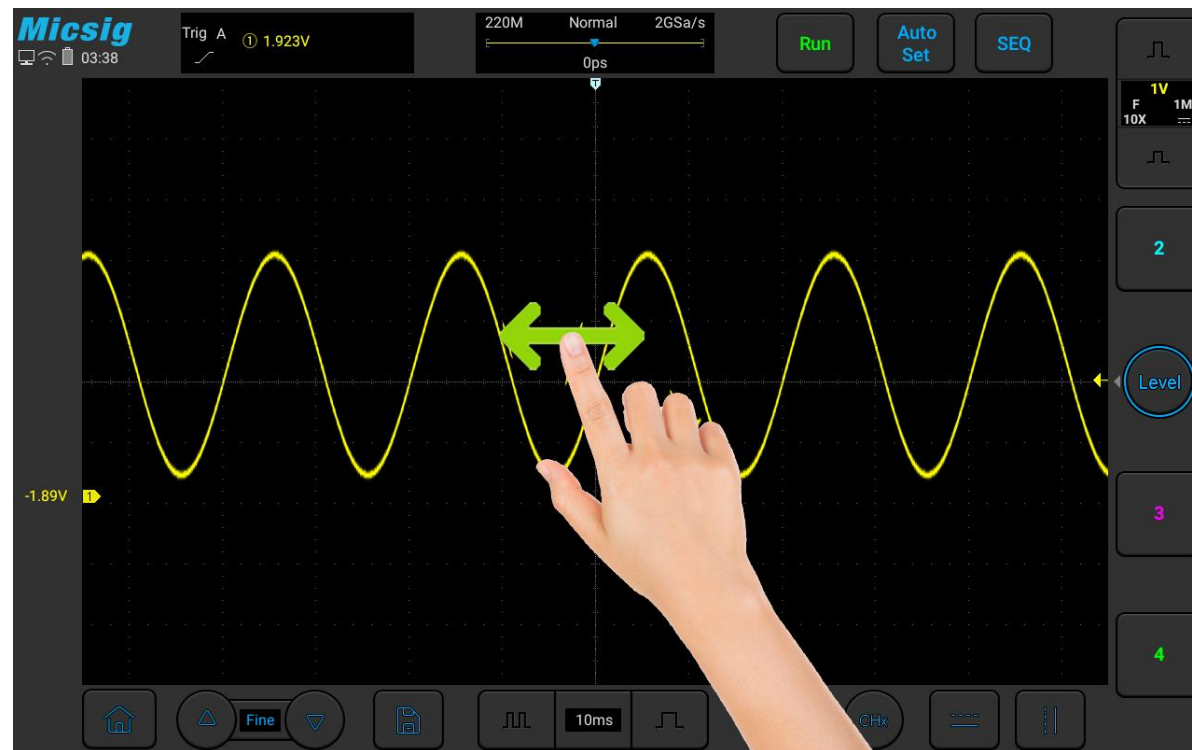 Micsig
03:38
Trig A ① 1.923V
220M Normal 2GSa/s
T
0ps
Run
Auto
Set
SEQ
1V
F 1M
10X
2
Level
-1.89V 1
3
4
Fine
10ms
CHx